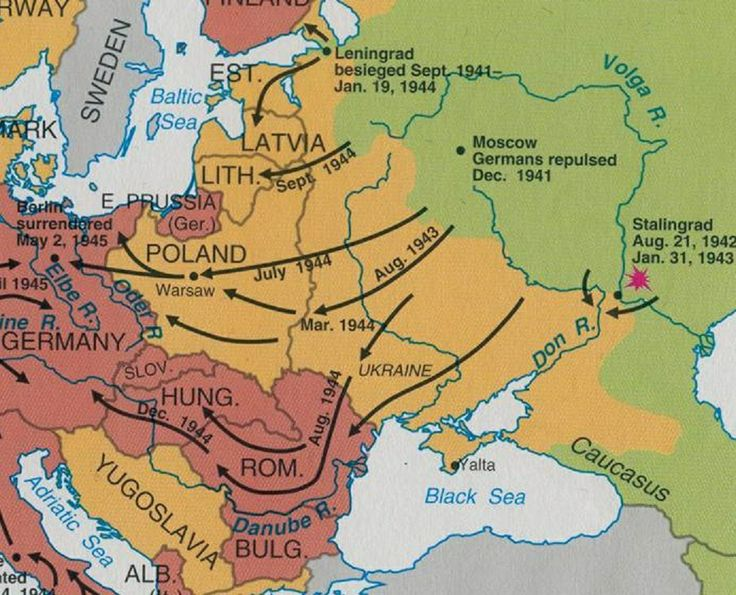 RWAY
FINLAND
SWEDEN
EST.
Baltic
Sea
Leningrad
besieged Sept. 1941–
Jan. 19, 1944
Volga R.
MARK
LATVIA
LITH.
Sept. 1944
Moscow
Germans repulsed
Dec. 1941
E. PRUSSIA
(Ger.)
Berlin
surrendered
May 2, 1945
Stalingrad
Aug. 21, 1942
Jan. 31, 1943
POLAND
Warsaw
July 1944
Aug. 1943
il 1945
Elbe R.
Oder R
ine R.
GERMANY
Mar. 1944
Don R.
SLOV.
UKRAINE
HUNG.
Dec. 1944
Aug. 1944
ROM.
Yalta
Caucasus
YUGOSLAVIA
Adriatic Sea
Danube R.
Black Sea
BULG.
ALB.